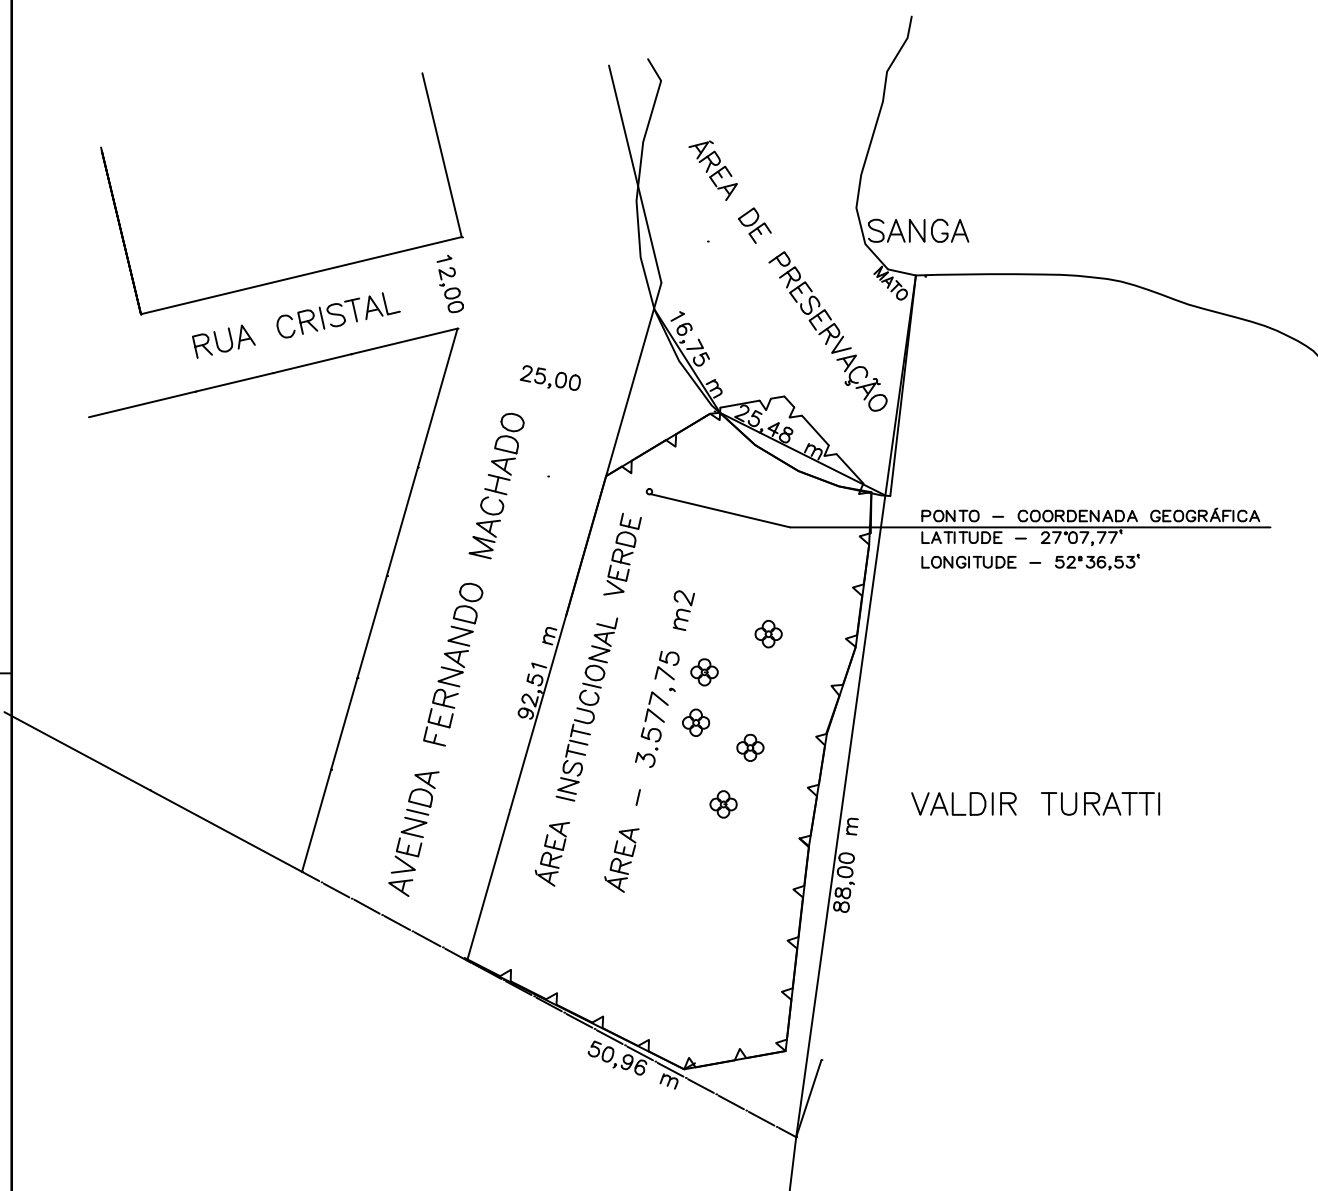 ÁREA DE PRESERVAÇÃO
SANGA
MATO
12,00
RUA CRISTAL
16,75 m
25,00
25,48 m
AVENIDA FERNANDO MACHADO
PONTO – COORDENADA GEOGRÁFICA
LATITUDE – 27°07,77'
LONGITUDE – 52°36,53'
92,51 m
ÁREA INSTITUCIONAL VERDE
ÁREA – 3.577,75 m2
VALDIR TURATTI
88,00 m
50,96 m